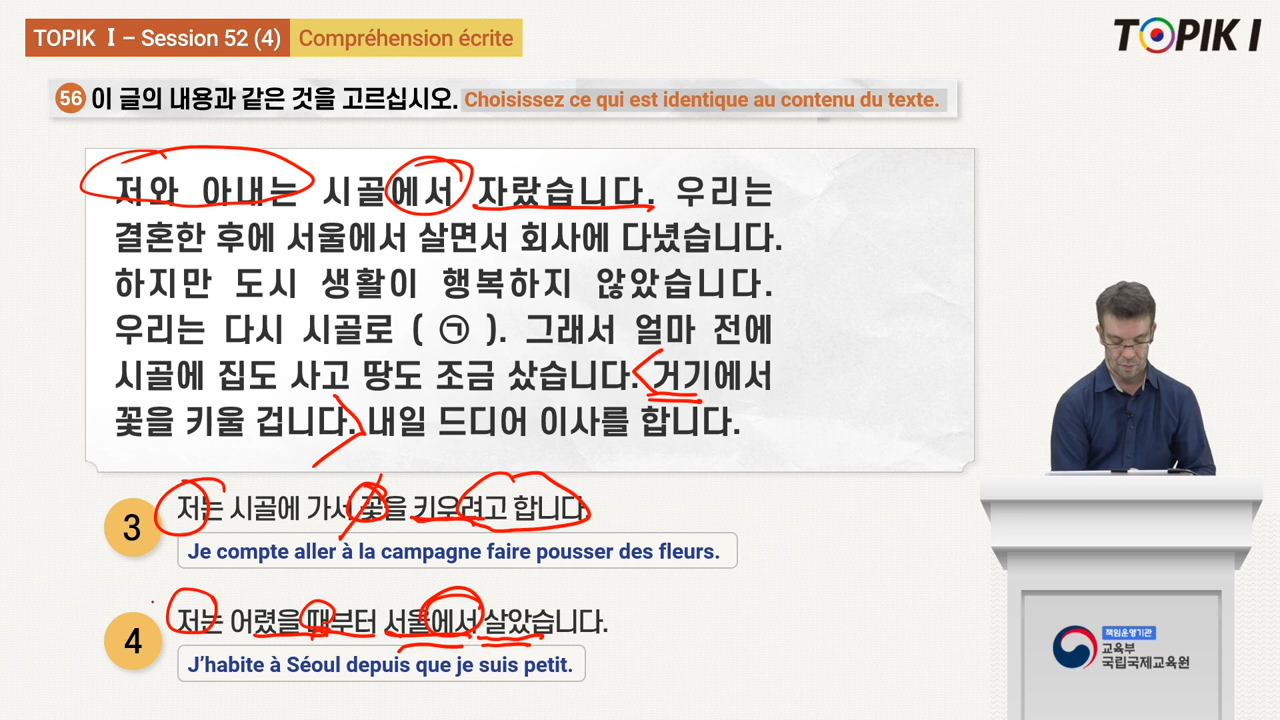 TOPIK Ⅰ – Session 52 (4) Compréhension écrite
TOPIK I
56 이 글의 내용과 같은 것을 고르십시오. Choisissez ce qui est identique au contenu du texte.
저와 아내는 시골에서 자랐습니다. 우리는
결혼한 후에 서울에서 살면서 회사에 다녔습니다.
하지만 도시 생활이 행복하지 않았습니다.
우리는 다시 시골로 ( ㉠ ). 그래서 얼마 전에
시골에 집도 사고 땅도 조금 샀습니다. 거기에서
꽃을 키울 겁니다. 내일 드디어 이사를 합니다.
3 저는 시골에 가서 꽃을 키우려고 합니다.
Je compte aller à la campagne faire pousser des fleurs.
4 저는 어렸을 때부터 서울에서 살았습니다.
J’habite à Séoul depuis que je suis petit.
책임운영기관
교육부
국립국제교육원